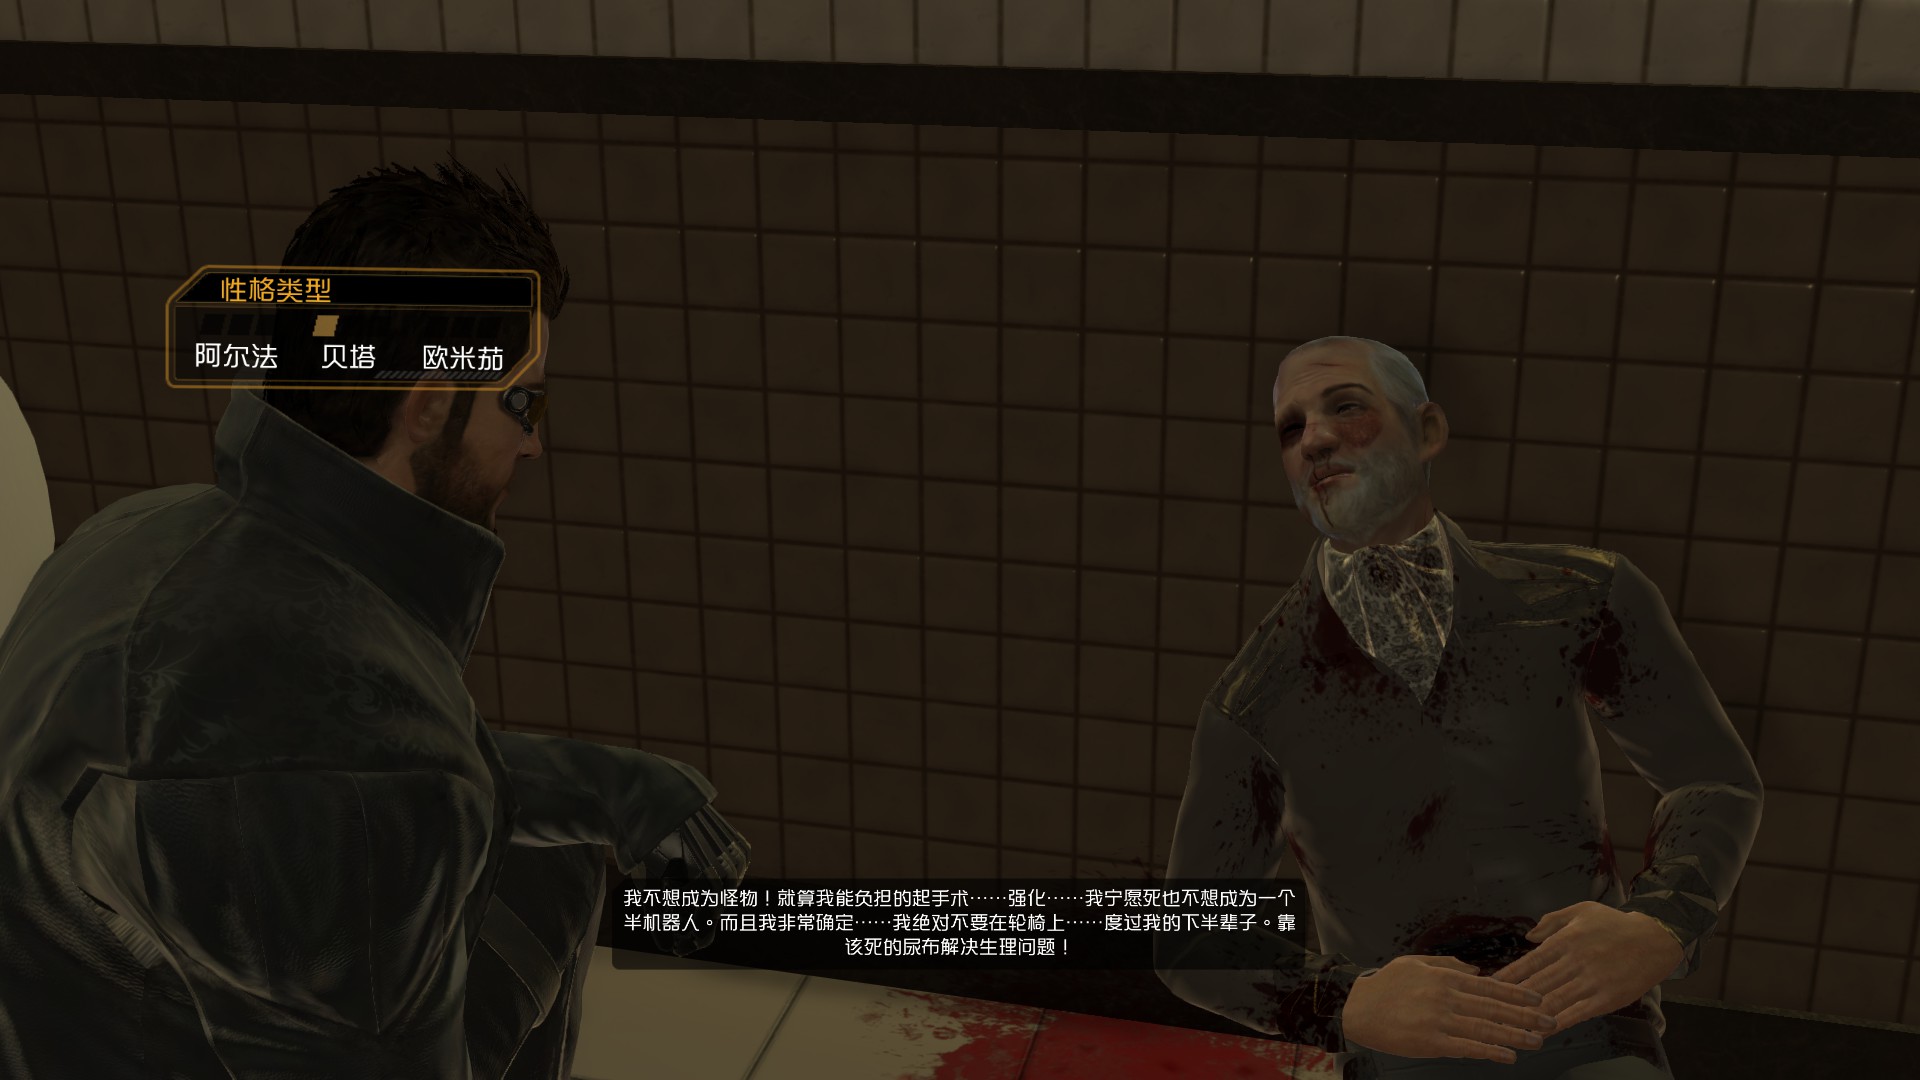 性格类型
阿尔法 贝塔 欧米茄
我不想成为怪物！就算我能负担的起手术……强化……我宁愿死也不想成为一个
半机器人。而且我非常确定……我绝对不要在轮椅上……度过我的下半辈子。靠
该死的尿布解决生理问题！